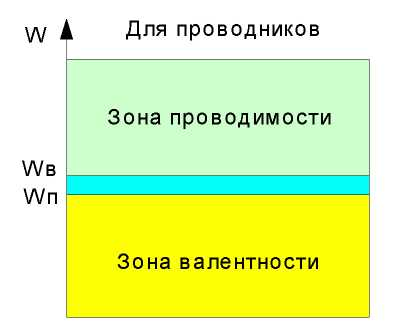 W
Для проводников
Зона проводимости
Wв
Wп
Зона валентности